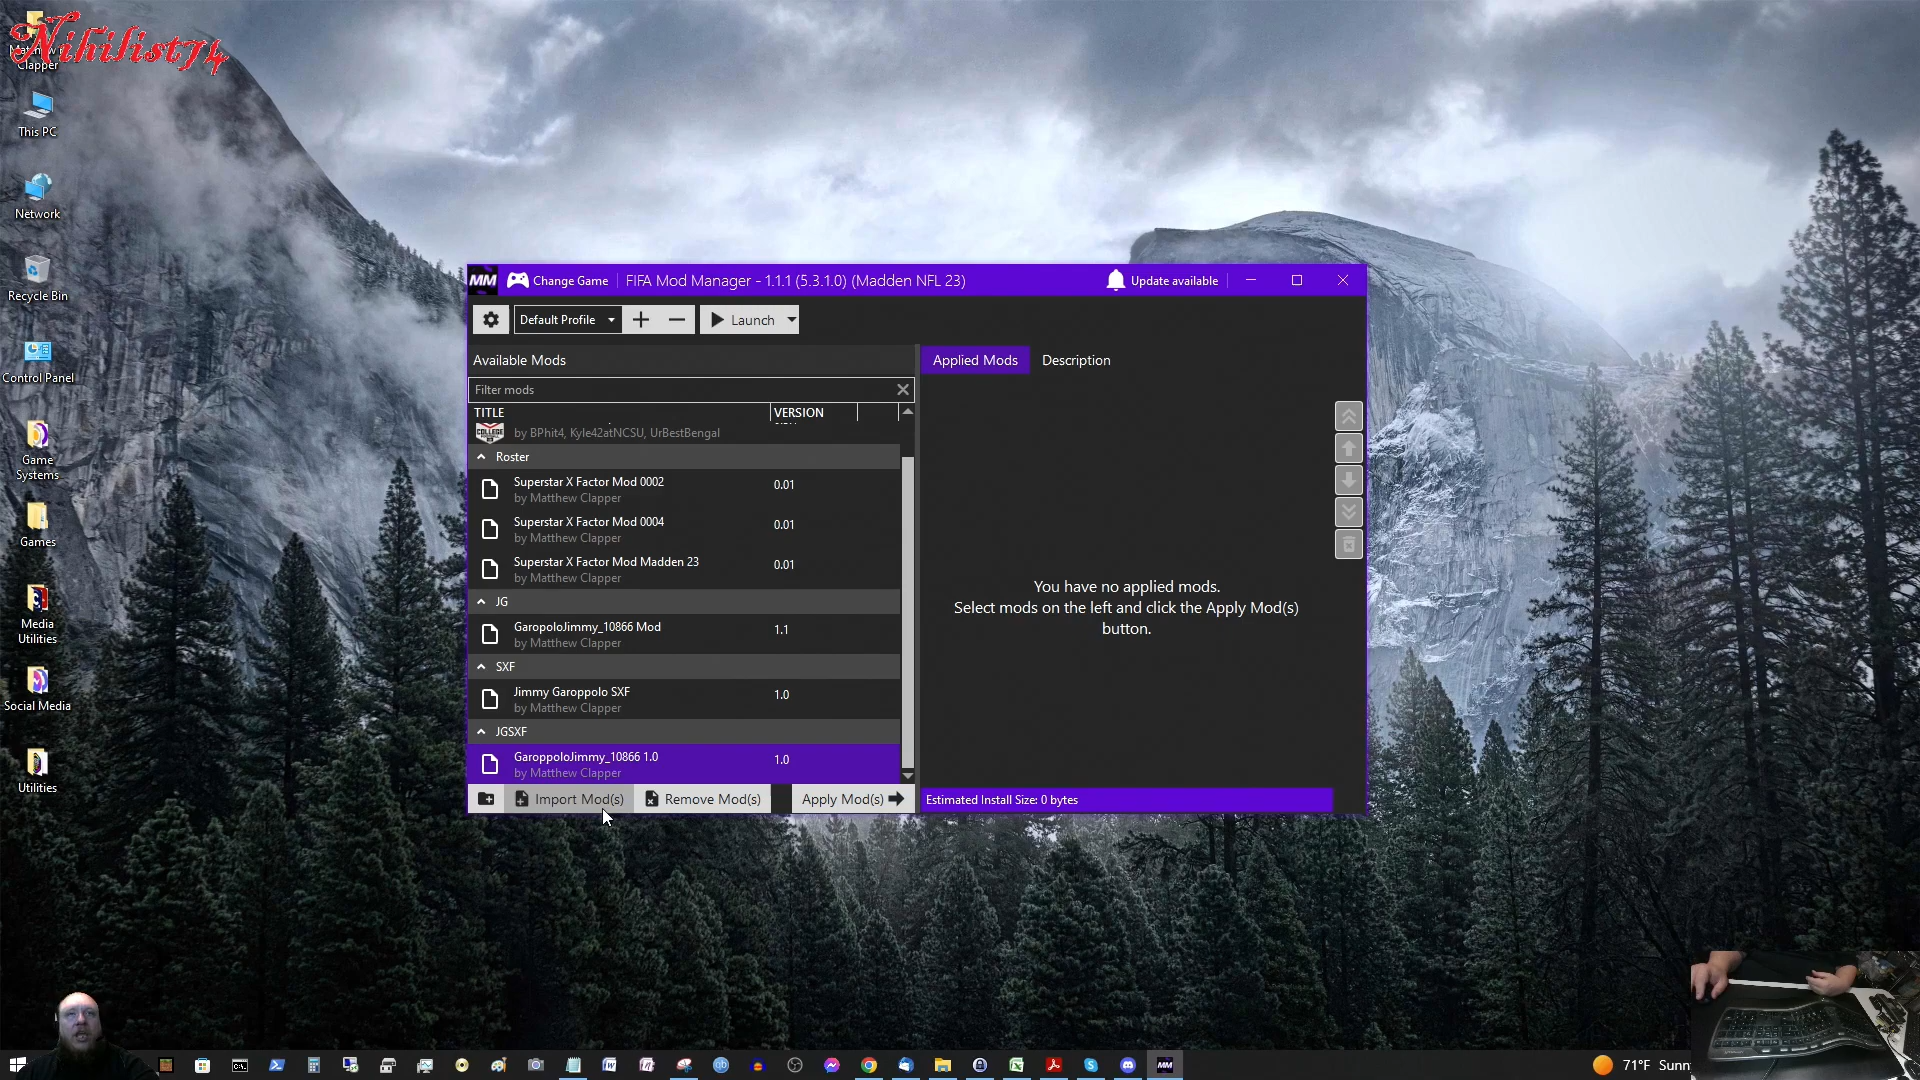 Nihilist74
Clapper
This PC
Network
Recycle Bin
Control Panel
Game
Systems
Games
Media
Utilities
Social Media
Utilities
MM
Change Game
FIFA Mod Manager - 1.1.1 (5.3.1.0) (Madden NFL 23)
Update available
Default Profile
Launch
Available Mods
Applied Mods
Description
Filter mods
TITLE
VERSION
COLLEGE
by BPhit4, Kyle42atNCSU, UrBestBengal
Roster
Superstar X Factor Mod 0002
0.01
by Matthew Clapper
Superstar X Factor Mod 0004
0.01
by Matthew Clapper
Superstar X Factor Mod Madden 23
0.01
by Matthew Clapper
JG
GaropoloJimmy_10866 Mod
1.1
by Matthew Clapper
SXF
Jimmy Garoppolo SXF
1.0
by Matthew Clapper
JGSXF
GaroppoloJimmy_10866 1.0
1.0
by Matthew Clapper
Import Mod(s)
Remove Mod(s)
Apply Mod(s)
You have no applied mods.
Select mods on the left and click the Apply Mod(s)
button.
Estimated Install Size: 0 bytes
71°F Sunny